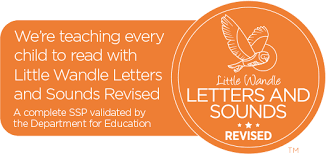 We're teaching every
child to read with
Little Wandle Letters
and Sounds Revised
A complete SSP validated by
the Department for Education
Little Wandle
LETTERS AND
SOUNDS
REVISED
TM